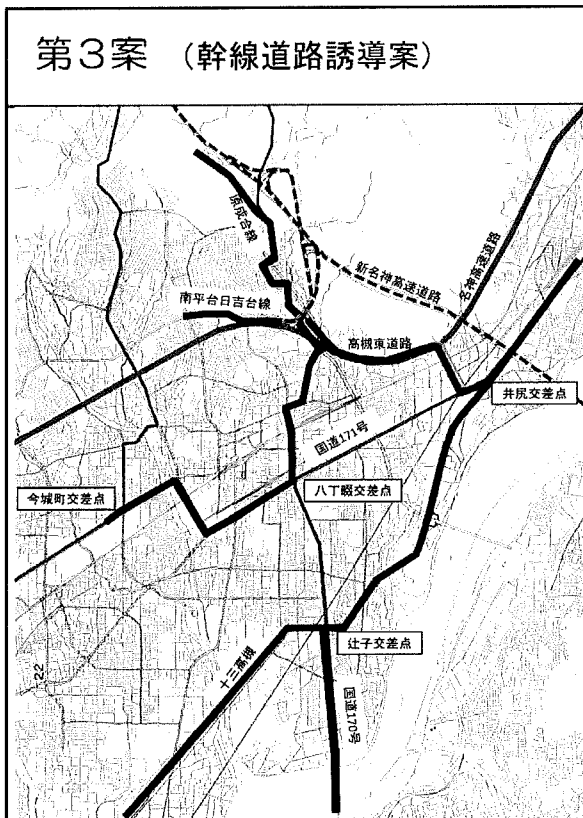 第3案 (幹線道路誘導案)
原成合線
新名神高速道路
名神高速道路
南平台日吉台線
高槻東道路
井尻交差点
国道171号
今城町交差点
八丁畷交差点
辻子交差点
十三高槻
国道170号
22